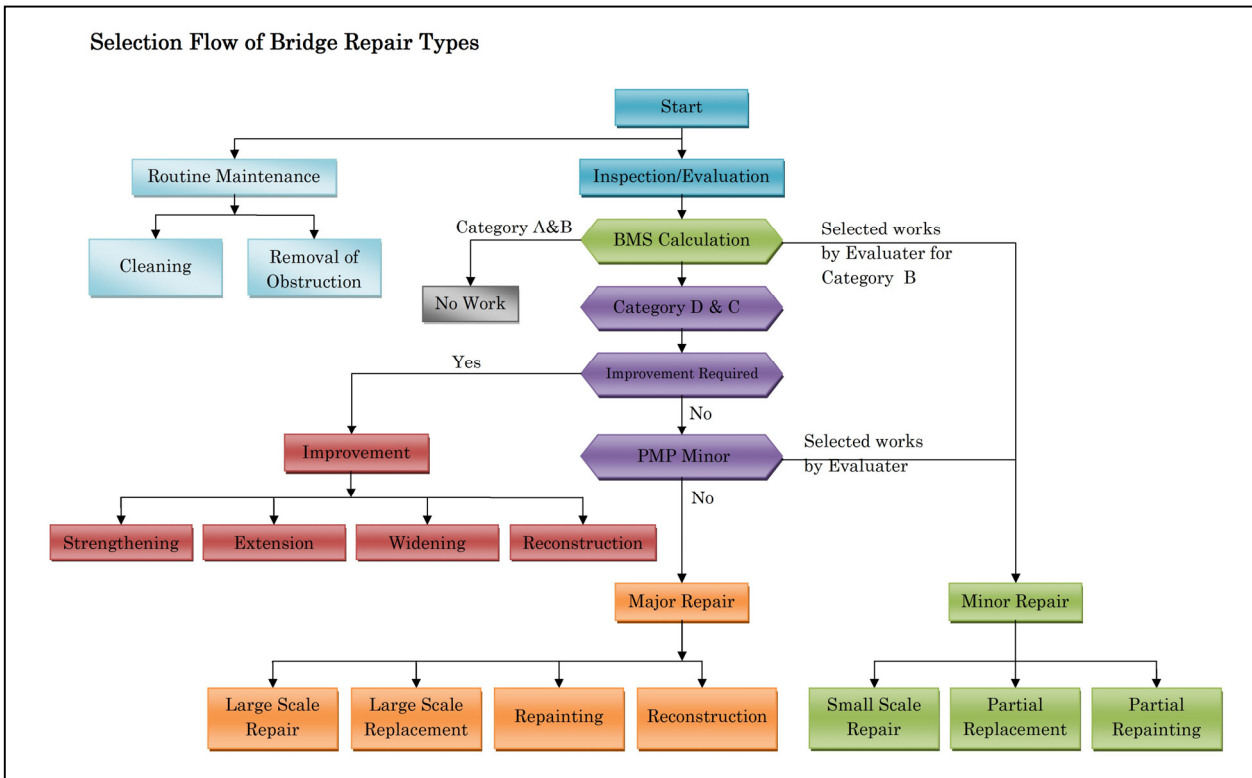 Selection Flow of Bridge Repair Types
Start
Routine Maintenance
Inspection/Evaluation
Cleaning
Removal of
Obstruction
Category A&B
BMS Calculation
Selected works
by Evaluater for
Category B
No Work
Category D & C
Yes
Improvement Required
No
Improvement
PMP Minor
Selected works
by Evaluater
No
Strengthening
Extension
Widening
Reconstruction
Major Repair
Minor Repair
Large Scale
Repair
Large Scale
Replacement
Repainting
Reconstruction
Small Scale
Repair
Partial
Replacement
Partial
Repainting